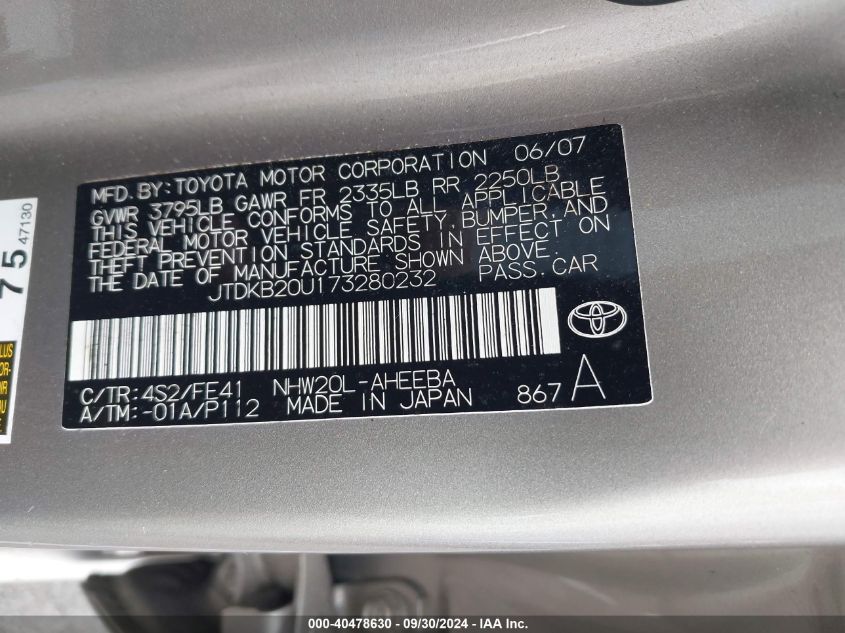 MFD. BY: TOYOTA MOTOR CORPORATION 06/07
GVWR 3795LB GAWR FR 2335LB RR 2250LB
THIS VEHICLE CONFORMS TO ALL APPLICABLE
FEDERAL MOTOR VEHICLE SAFETY, BUMPER, AND
THEFT PREVENTION STANDARDS IN EFFECT ON
THE DATE OF MANUFACTURE SHOWN ABOVE.
JTDKB20U173280232 PASS. CAR
C/TR: 4S2/FE41 NHW20L-AHEEBA
A/TM: -01A/P112 MADE IN JAPAN 867 A
75
47130
000-40478630 - 09/30/2024 - IAA Inc.